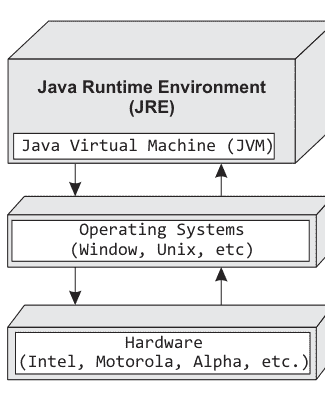 Java Runtime Environment
(JRE)
Java Virtual Machine (JVM)
Operating Systems
(Window, Unix, etc)
Hardware
(Intel, Motorola, Alpha, etc.)